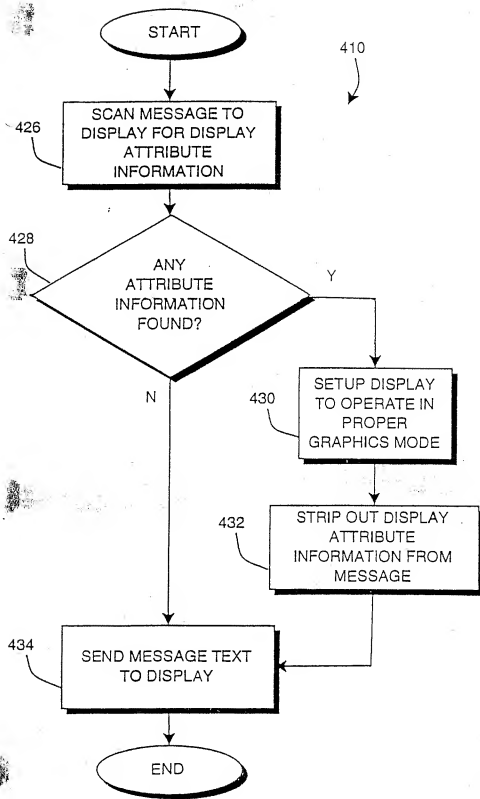 START
410
426
SCAN MESSAGE TO
DISPLAY FOR DISPLAY
ATTRIBUTE
INFORMATION
428
ANY
ATTRIBUTE
INFORMATION
FOUND?
Y
N
430
SETUP DISPLAY
TO OPERATE IN
PROPER
GRAPHICS MODE
432
STRIP OUT DISPLAY
ATTRIBUTE
INFORMATION FROM
MESSAGE
434
SEND MESSAGE TEXT
TO DISPLAY
END